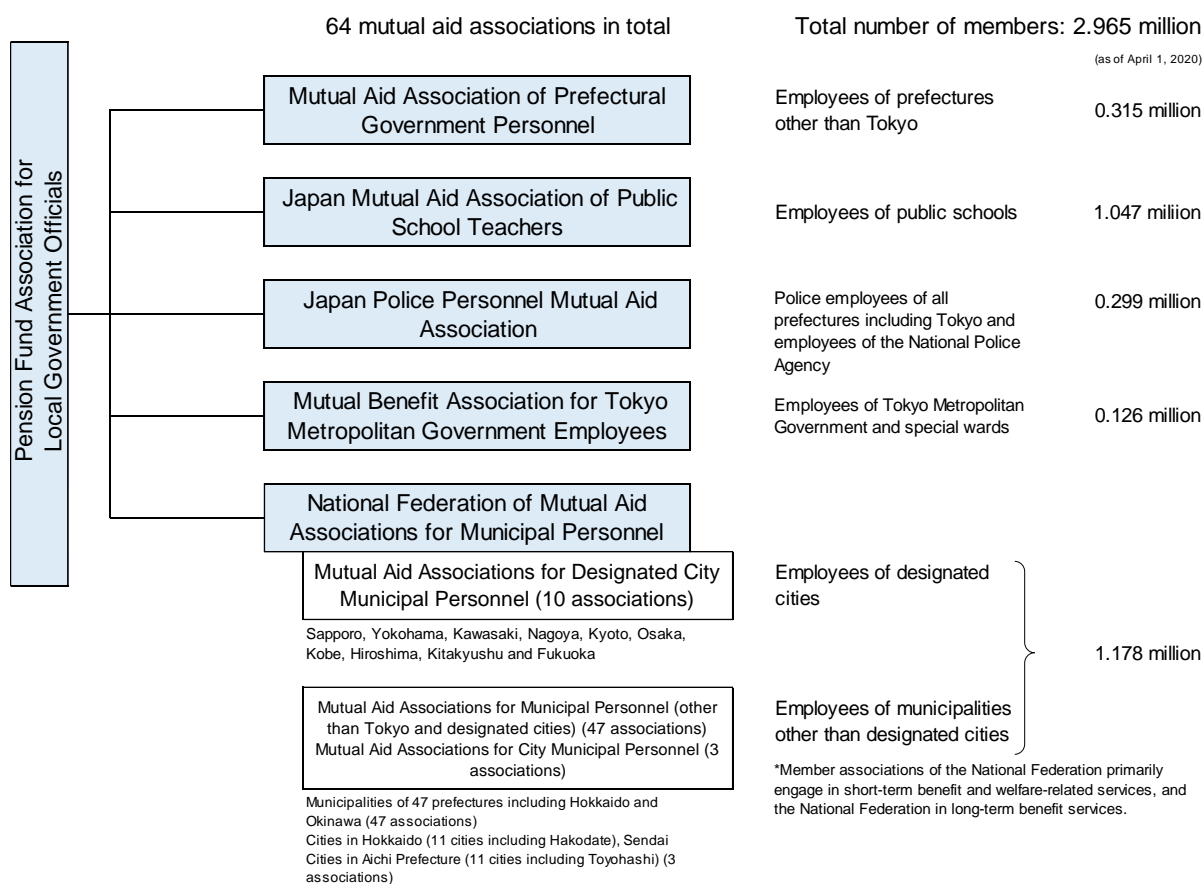 64 mutual aid associations in total
Total number of members: 2.965 million
(as of April 1, 2020)
Pension Fund Association for
Local Government Officials
Mutual Aid Association of Prefectural
Government Personnel
Employees of prefectures
other than Tokyo
0.315 million
Japan Mutual Aid Association of Public
School Teachers
Employees of public schools
1.047 miliion
Japan Police Personnel Mutual Aid
Association
Police employees of all
prefectures including Tokyo and
employees of the National Police
Agency
0.299 million
Mutual Benefit Association for Tokyo
Metropolitan Government Employees
Employees of Tokyo Metropolitan
Government and special wards
0.126 million
National Federation of Mutual Aid
Associations for Municipal Personnel
Mutual Aid Associations for Designated City
Municipal Personnel (10 associations)
Employees of designated
cities
Sapporo, Yokohama, Kawasaki, Nagoya, Kyoto, Osaka,
Kobe, Hiroshima, Kitakyushu and Fukuoka
1.178 million
Mutual Aid Associations for Municipal Personnel (other
than Tokyo and designated cities) (47 associations)
Mutual Aid Associations for City Municipal Personnel (3
associations)
Employees of municipalities
other than designated cities
*Member associations of the National Federation primarily
engage in short-term benefit and welfare-related services, and
the National Federation in long-term benefit services.
Municipalities of 47 prefectures including Hokkaido and
Okinawa (47 associations)
Cities in Hokkaido (11 cities including Hakodate), Sendai
Cities in Aichi Prefecture (11 cities including Toyohashi) (3
associations)